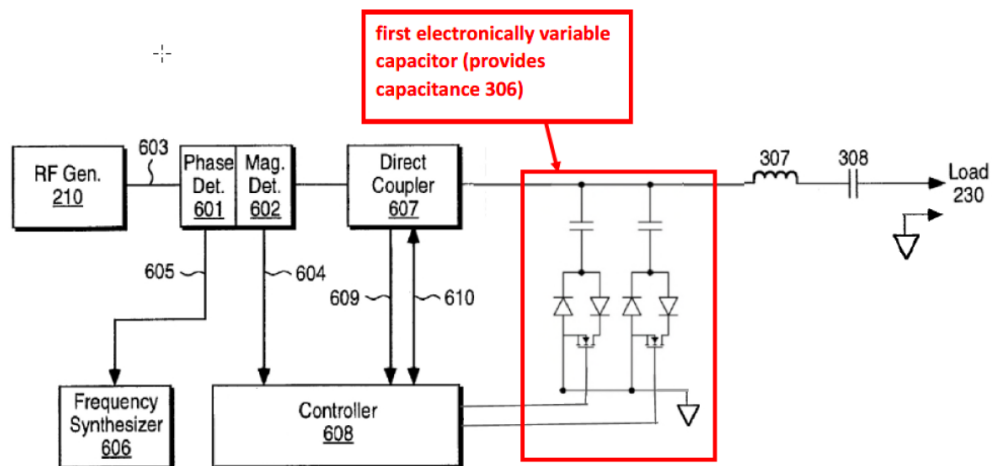 first electronically variable
capacitor (provides
capacitance 306)
RF Gen.
210
603
Phase
Det.
601
Mag.
Det.
602
Direct
Coupler
607
307
308
Load
230
605
604
609
610
Frequency
Synthesizer
606
Controller
608